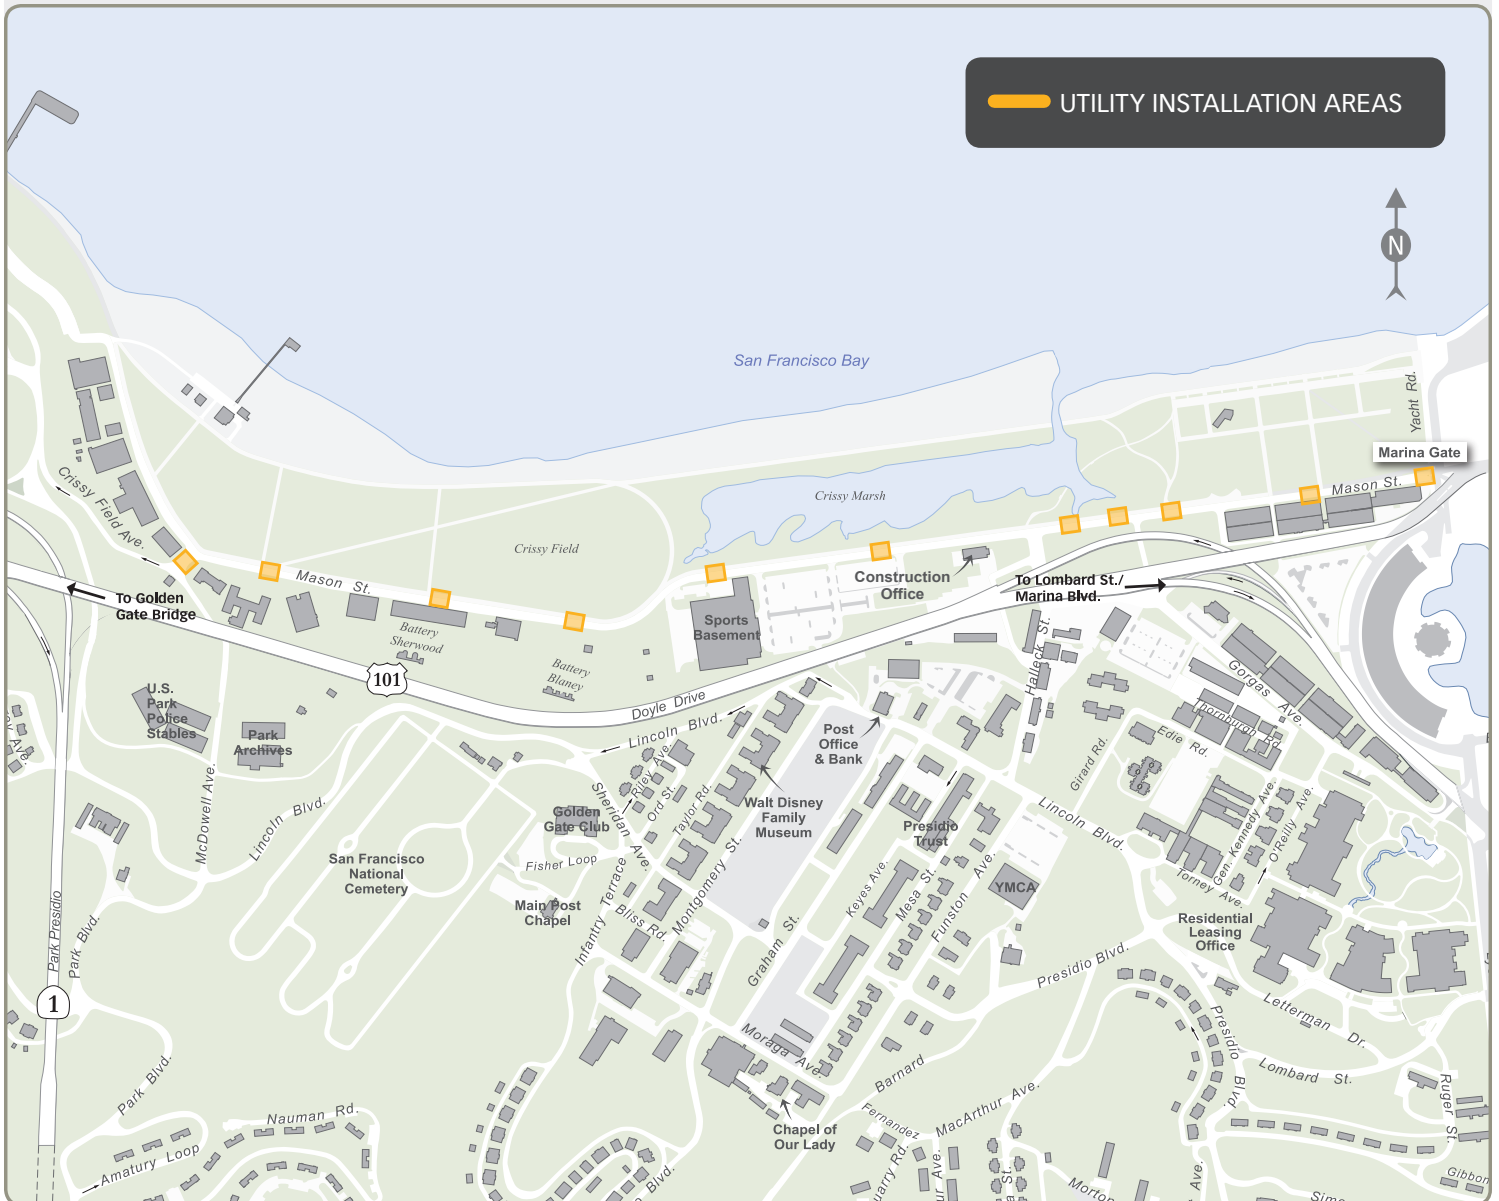 UTILITY INSTALLATION AREAS
N
San Francisco Bay
Yacht Rd.
Marina Gate
Mason St.
Crissy Marsh
Crissy Field Ave.
Crissy Field
Mason St.
Construction
Office
To Lombard St./
Marina Blvd.
To Golden
Gate Bridge
Battery
Sherwood
Sports
Basement
Halleck St.
Battery
Blaney
101
Doyle Drive
Lincoln Blvd.
Gorgas Ave.
U.S.
Park
Police
Stables
Park
Archives
Post
Office
& Bank
Thornburgh Rd.
Edie Rd.
Girard Rd.
McDowell Ave.
Lincoln Blvd.
Sheridan Ave.
Riley Ave.
Ord St.
Taylor Rd.
Walt Disney
Family
Museum
Golden
Gate Club
Presidio
Trust
Lincoln Blvd.
Gen. Kennedy Ave.
O'Reilly Ave.
San Francisco
National
Cemetery
Fisher Loop
Montgomery St.
Keyes Ave.
Mesa St.
Funston Ave.
YMCA
Torney Ave.
Main Post
Chapel
Infantry Terrace
Bliss Rd.
Graham St.
Residential
Leasing
Office
Park Presidio
Park Blvd.
Presidio Blvd.
1
Letterman Dr.
Presidio Blvd.
Moraga Ave.
Lombard St.
Barnard
Ruger St.
Park Blvd.
MacArthur Ave.
Fernandez
Nauman Rd.
Chapel of
Our Lady
Amatury Loop
Blvd.
Ave.
Gibbon